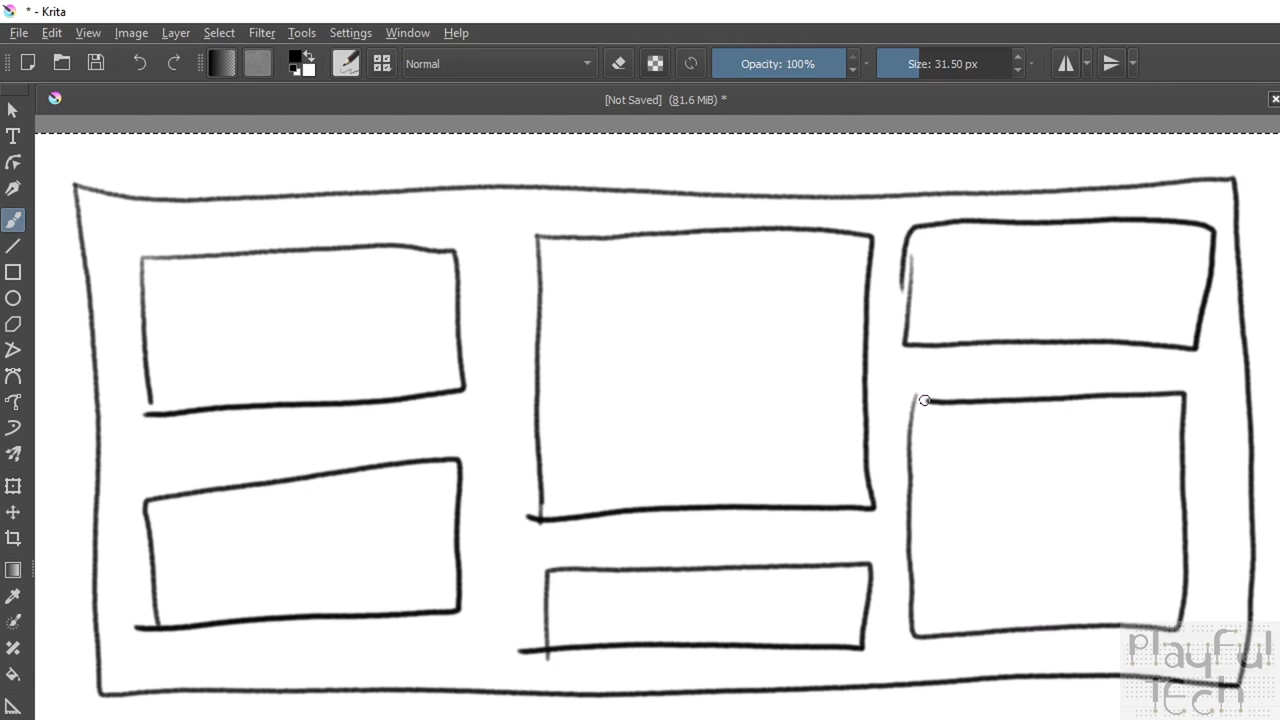 * - Krita
File Edit View Image Layer Select Filter Tools Settings Window Help
Normal
Opacity: 100%
Size: 31.50 px
[Not Saved] (81.6 MiB) *
Playful
Tech